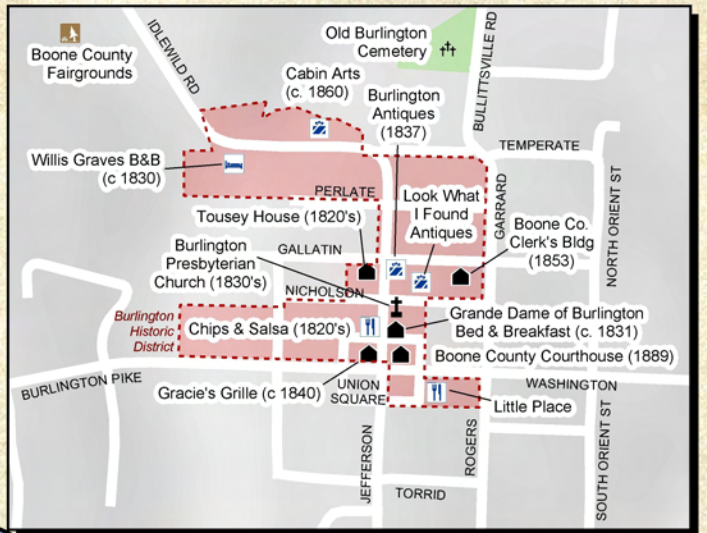 IDLEWILD RD
Old Burlington
Cemetery
BULLITTSVILLE RD
Boone County
Fairgrounds
Cabin Arts
(c. 1860)
Burlington
Antiques
(1837)
TEMPERATE
Willis Graves B&B
(c 1830)
PERLATE
Look What
I Found
Antiques
GARRARD
NORTH ORIENT ST
Tousey House (1820's)
Boone Co.
Clerk's Bldg
(1853)
GALLATIN
Burlington
Presbyterian
Church (1830's)
NICHOLSON
Burlington
Historic
District
Chips & Salsa (1820's)
Grande Dame of Burlington
Bed & Breakfast (c. 1831)
Boone County Courthouse (1889)
BURLINGTON PIKE
Gracie's Grille (c 1840)
UNION
SQUARE
WASHINGTON
Little Place
JEFFERSON
ROGERS
SOUTH ORIENT ST
TORRID